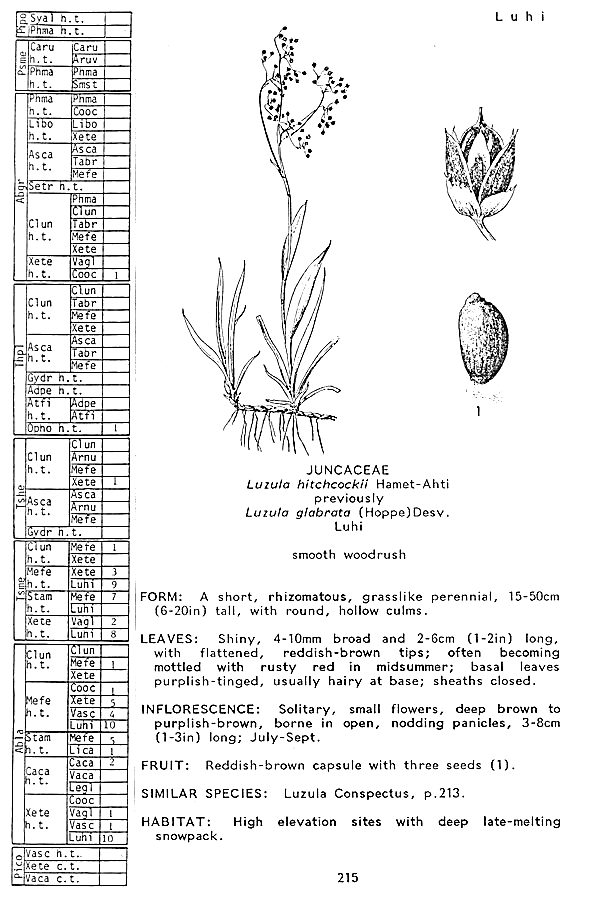 Luhi
Pipo Syal h.t.
Phma h.t.
Psme Caru h.t. Caru
Aruv
Phma h.t. Phma
Smst
Abgr Phma h.t. Phma
Cooc
Libo h.t. Libo
Xete
Asca h.t. Asca
Tabr
Mefe
Setr h.t.
Clun h.t. Phma
Clun
Tabr
Mefe
Xete
Xete h.t. Vagl
Cooc 1
Thpl Clun h.t. Clun
Tabr
Mefe
Xete
Asca h.t. Asca
Tabr
Mefe
Gydr h.t.
Adpe h.t.
Atfi h.t. Adpe
Atfi
Opho h.t. 1
Tshe Clun h.t. Clun
Arnu
Mefe
Xete 1
Asca h.t. Asca
Arnu
Mefe
Gydr h.t.
Tsme Clun h.t. Mefe 1
Xete
Mefe h.t. Xete 3
Luhi 9
Stam h.t. Mefe 7
Luhi
Xete h.t. Vagl 2
Luhi 8
Abla Clun h.t. Clun
Mefe 1
Xete
Mefe h.t. Cooc 1
Xete 5
Vasc 4
Luhi 10
Stam h.t. Mefe 5
Lica 1
Caca h.t. Caca 2
Vaca
Legl
Xete h.t. Cooc
Vagl 1
Vasc 1
Luhi 10
Pico Vasc h.t.
Xete c.t.
Vaca c.t.
1
JUNCACEAE
Luzula hitchcockii Hamet-Ahti
previously
Luzula glabrata (Hoppe)Desv.
Luhi
smooth woodrush
FORM: A short, rhizomatous, grasslike perennial, 15-50cm
(6-20in) tall, with round, hollow culms.
LEAVES: Shiny, 4-10mm broad and 2-6cm (1-2in) long,
with flattened, reddish-brown tips; often becoming
mottled with rusty red in midsummer; basal leaves
purplish-tinged, usually hairy at base; sheaths closed.
INFLORESCENCE: Solitary, small flowers, deep brown to
purplish-brown, borne in open, nodding panicles, 3-8cm
(1-3in) long; July-Sept.
FRUIT: Reddish-brown capsule with three seeds (1).
SIMILAR SPECIES: Luzula Conspectus, p.213.
HABITAT: High elevation sites with deep late-melting
snowpack.
215